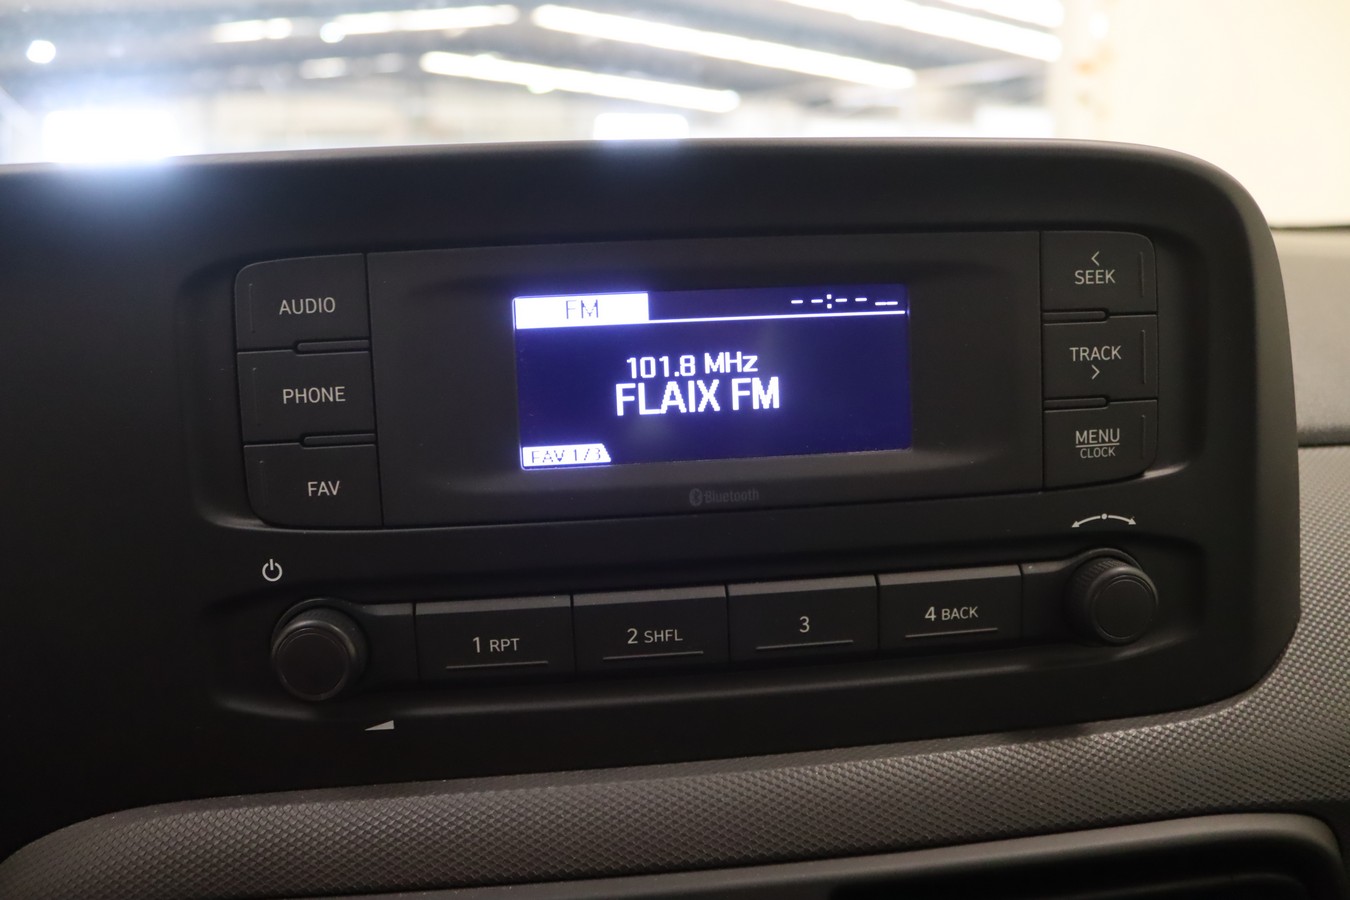 AUDIO
PHONE
FAV
FM
--:-- --
101.8 MHz
FLAIX FM
FAV 1/3
Bluetooth
< SEEK
TRACK >
MENU
CLOCK
1 RPT
2 SHFL
3
4 BACK